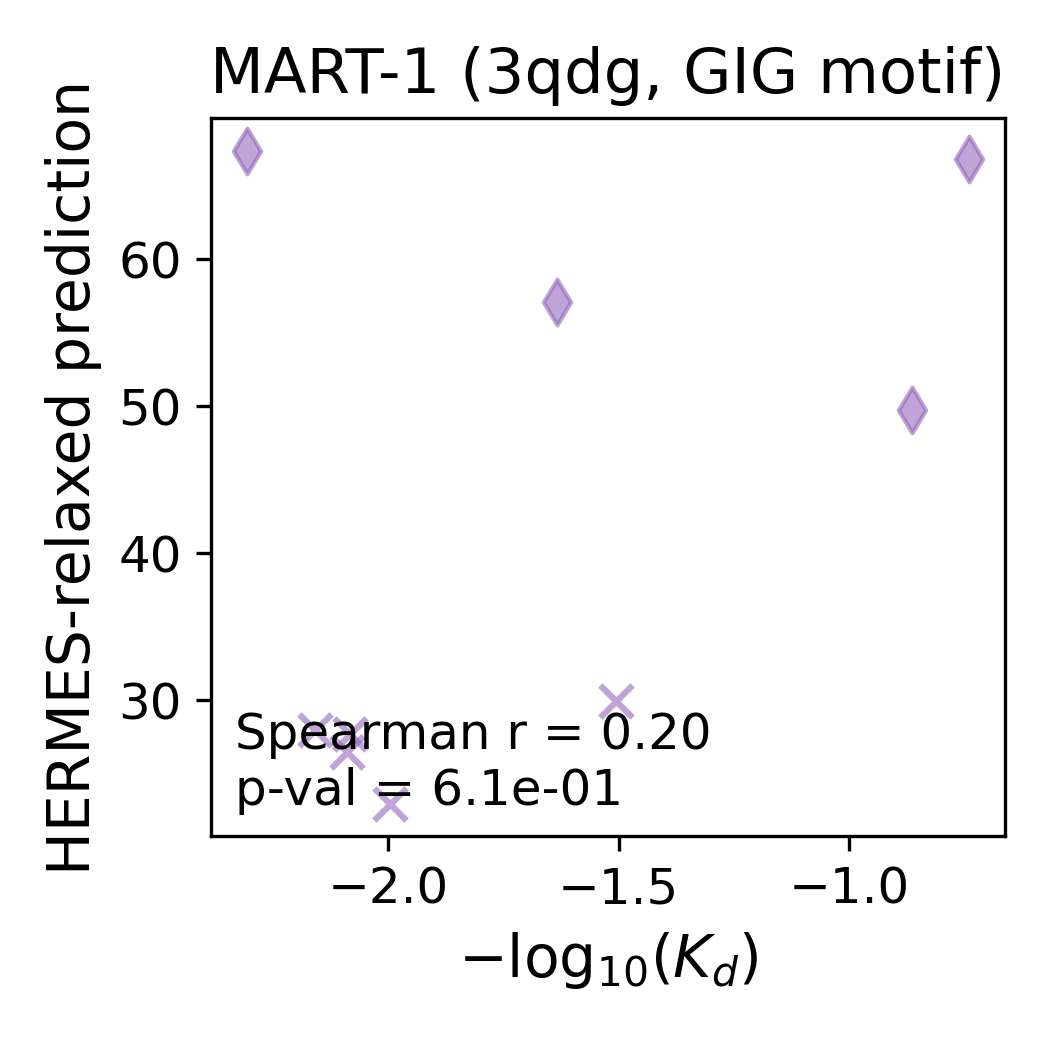 MART-1 (3qdg, GIG motif)
HERMES-relaxed prediction
60
50
40
30
Spearman r = 0.20
p-val = 6.1e-01
−2.0 −1.5 −1.0
−log₁₀(K_d)